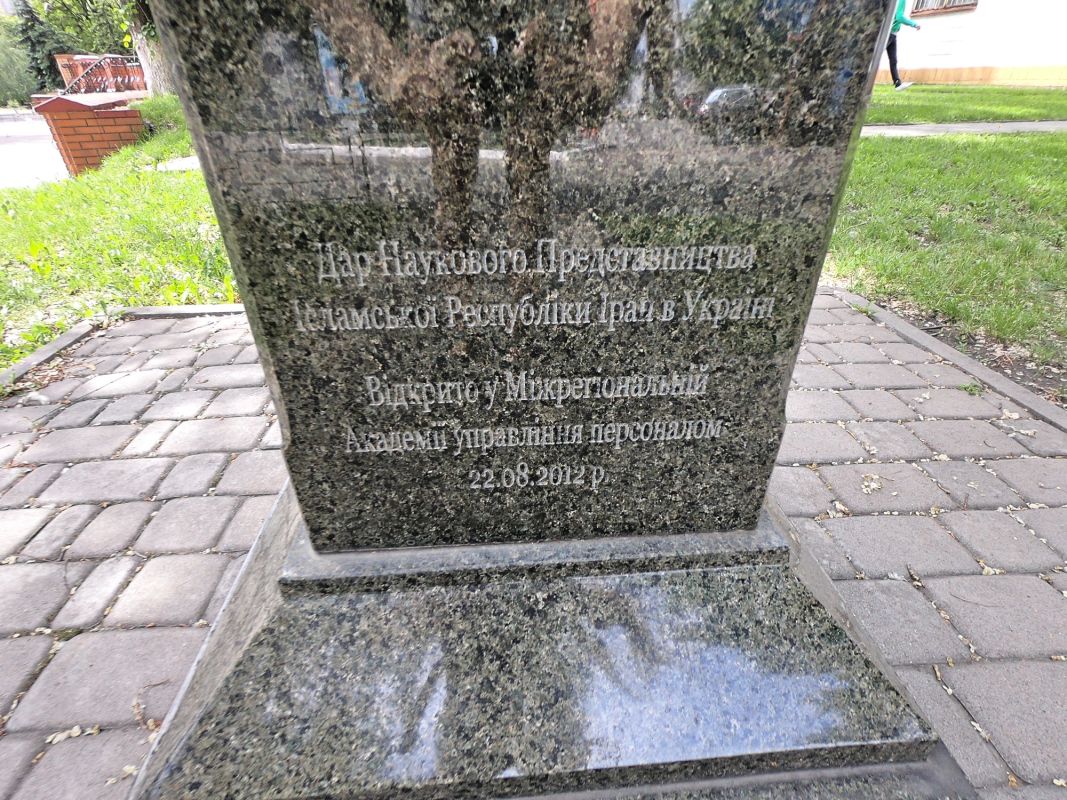 Дар Наукового Представництва
Ісламської Республіки Іран в Україні
Відкрито у Міжрегіональній
Академії управління персоналом
22.08.2012 р.